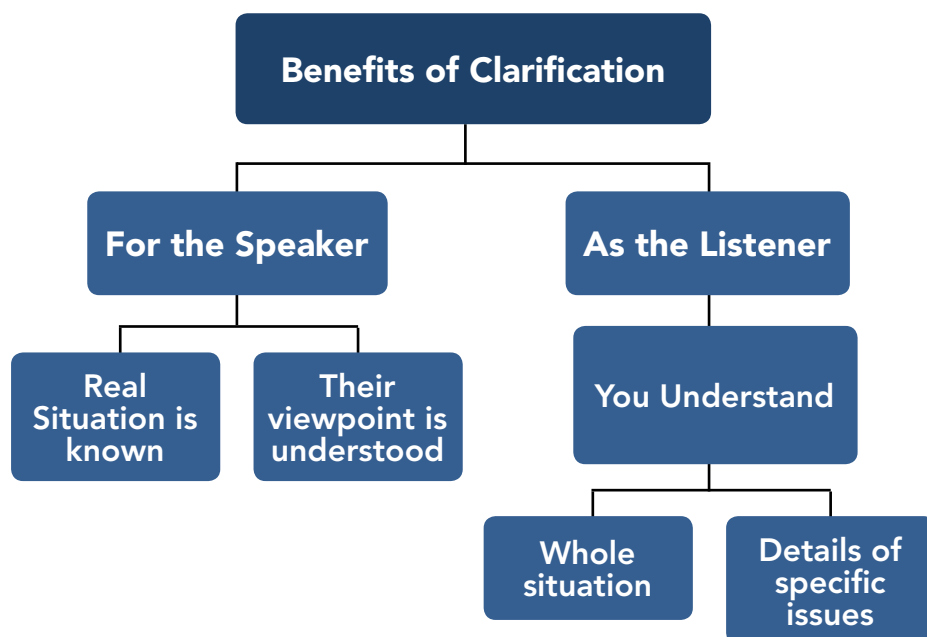 Benefits of Clarification
For the Speaker
As the Listener
Real
Situation is
known
Their
viewpoint is
understood
You Understand
Whole
situation
Details of
specific
issues